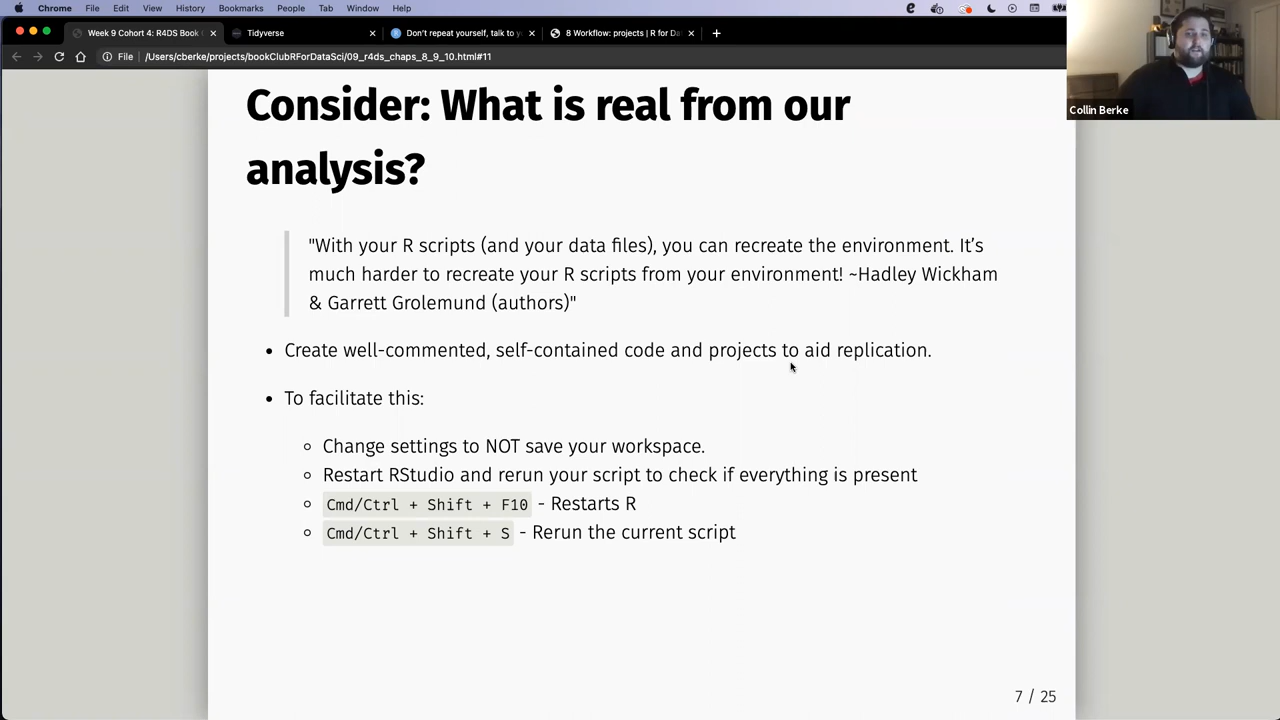 Chrome File Edit View History Bookmarks People Tab Window Help
Week 9 Cohort 4: R4DS Book Tidyverse Don't repeat yourself, talk to 8 Workflow: projects | R for Da
File /Users/cberke/projects/bookClubRForDataSci/09_r4ds_chaps_8_9_10.html#11
Collin Berke
Consider: What is real from our
analysis?
"With your R scripts (and your data files), you can recreate the environment. It's
much harder to recreate your R scripts from your environment! ~Hadley Wickham
& Garrett Grolemund (authors)"
• Create well-commented, self-contained code and projects to aid replication.
• To facilitate this:
○ Change settings to NOT save your workspace.
○ Restart RStudio and rerun your script to check if everything is present
○ Cmd/Ctrl + Shift + F10 - Restarts R
○ Cmd/Ctrl + Shift + S - Rerun the current script
7 / 25